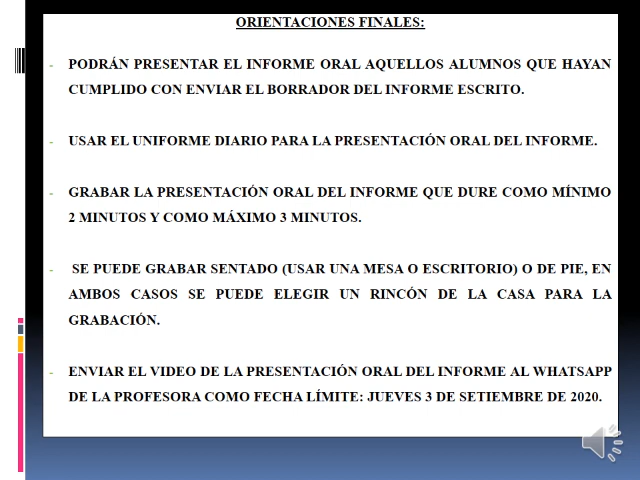 ORIENTACIONES FINALES:
- PODRÁN PRESENTAR EL INFORME ORAL AQUELLOS ALUMNOS QUE HAYAN
CUMPLIDO CON ENVIAR EL BORRADOR DEL INFORME ESCRITO.
- USAR EL UNIFORME DIARIO PARA LA PRESENTACIÓN ORAL DEL INFORME.
- GRABAR LA PRESENTACIÓN ORAL DEL INFORME QUE DURE COMO MÍNIMO
2 MINUTOS Y COMO MÁXIMO 3 MINUTOS.
- SE PUEDE GRABAR SENTADO (USAR UNA MESA O ESCRITORIO) O DE PIE, EN
AMBOS CASOS SE PUEDE ELEGIR UN RINCÓN DE LA CASA PARA LA
GRABACIÓN.
- ENVIAR EL VIDEO DE LA PRESENTACIÓN ORAL DEL INFORME AL WHATSAPP
DE LA PROFESORA COMO FECHA LÍMITE: JUEVES 3 DE SETIEMBRE DE 2020.